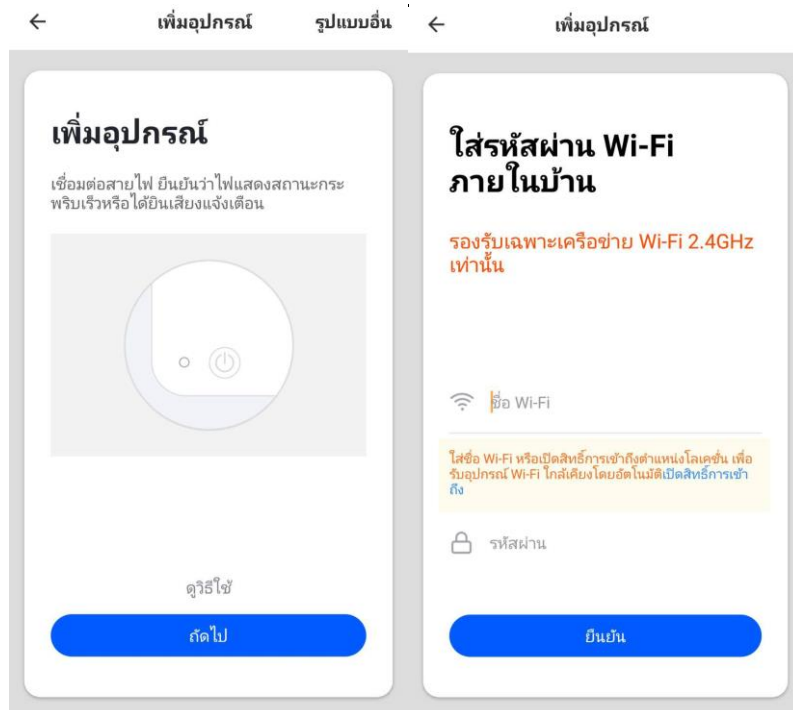 เพิ่มอุปกรณ์
รูปแบบอื่น
เพิ่มอุปกรณ์
เชื่อมต่อสายไฟ ยืนยันว่าไฟแสดงสถานะกระ
พริบเร็วหรือได้ยินเสียงแจ้งเตือน
ดูวิธีใช้
ถัดไป
เพิ่มอุปกรณ์
ใส่รหัสผ่าน Wi-Fi
ภายในบ้าน
รองรับเฉพาะเครือข่าย Wi-Fi 2.4GHz
เท่านั้น
ชื่อ Wi-Fi
ใส่ชื่อ Wi-Fi หรือเปิดสิทธิ์การเข้าถึงตำแหน่งโลเคชั่น เพื่อ
รับอุปกรณ์ Wi-Fi ใกล้เคียงโดยอัตโนมัติเปิดสิทธิ์การเข้า
ถึง
รหัสผ่าน
ยืนยัน